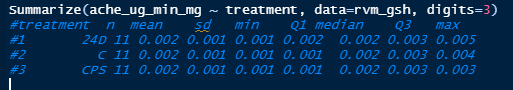 Summarize(ache_ug_min_mg ~ treatment, data=rvm_gsh, digits=3)
#treatment n mean sd min Q1 median Q3 max
#1 24D 11 0.002 0.001 0.001 0.002 0.002 0.003 0.005
#2 C 11 0.002 0.001 0.001 0.001 0.002 0.003 0.004
#3 CPS 11 0.002 0.001 0.001 0.002 0.002 0.003 0.003